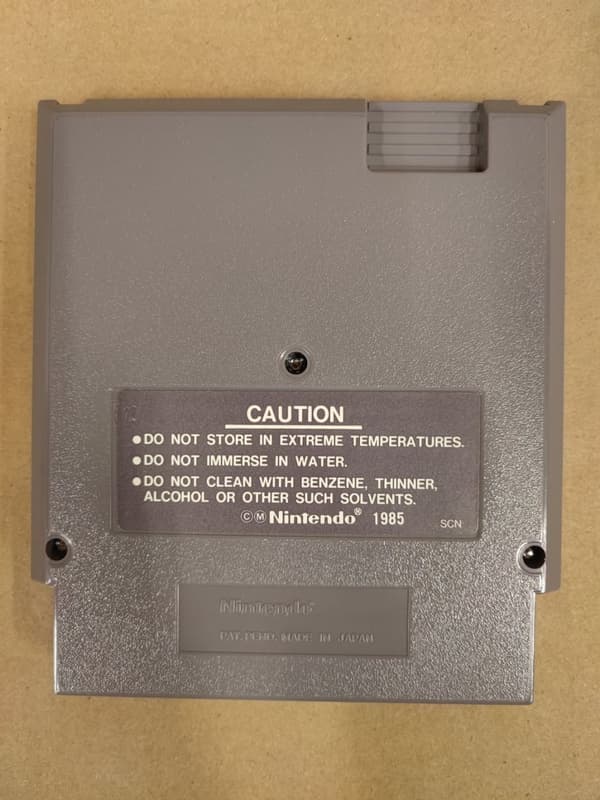 CAUTION
●DO NOT STORE IN EXTREME TEMPERATURES.
●DO NOT IMMERSE IN WATER.
●DO NOT CLEAN WITH BENZENE, THINNER,
ALCOHOL OR OTHER SUCH SOLVENTS.
©Ⓜ Nintendo® 1985 SCN
Nintendo®
PAT. PEND. MADE IN JAPAN